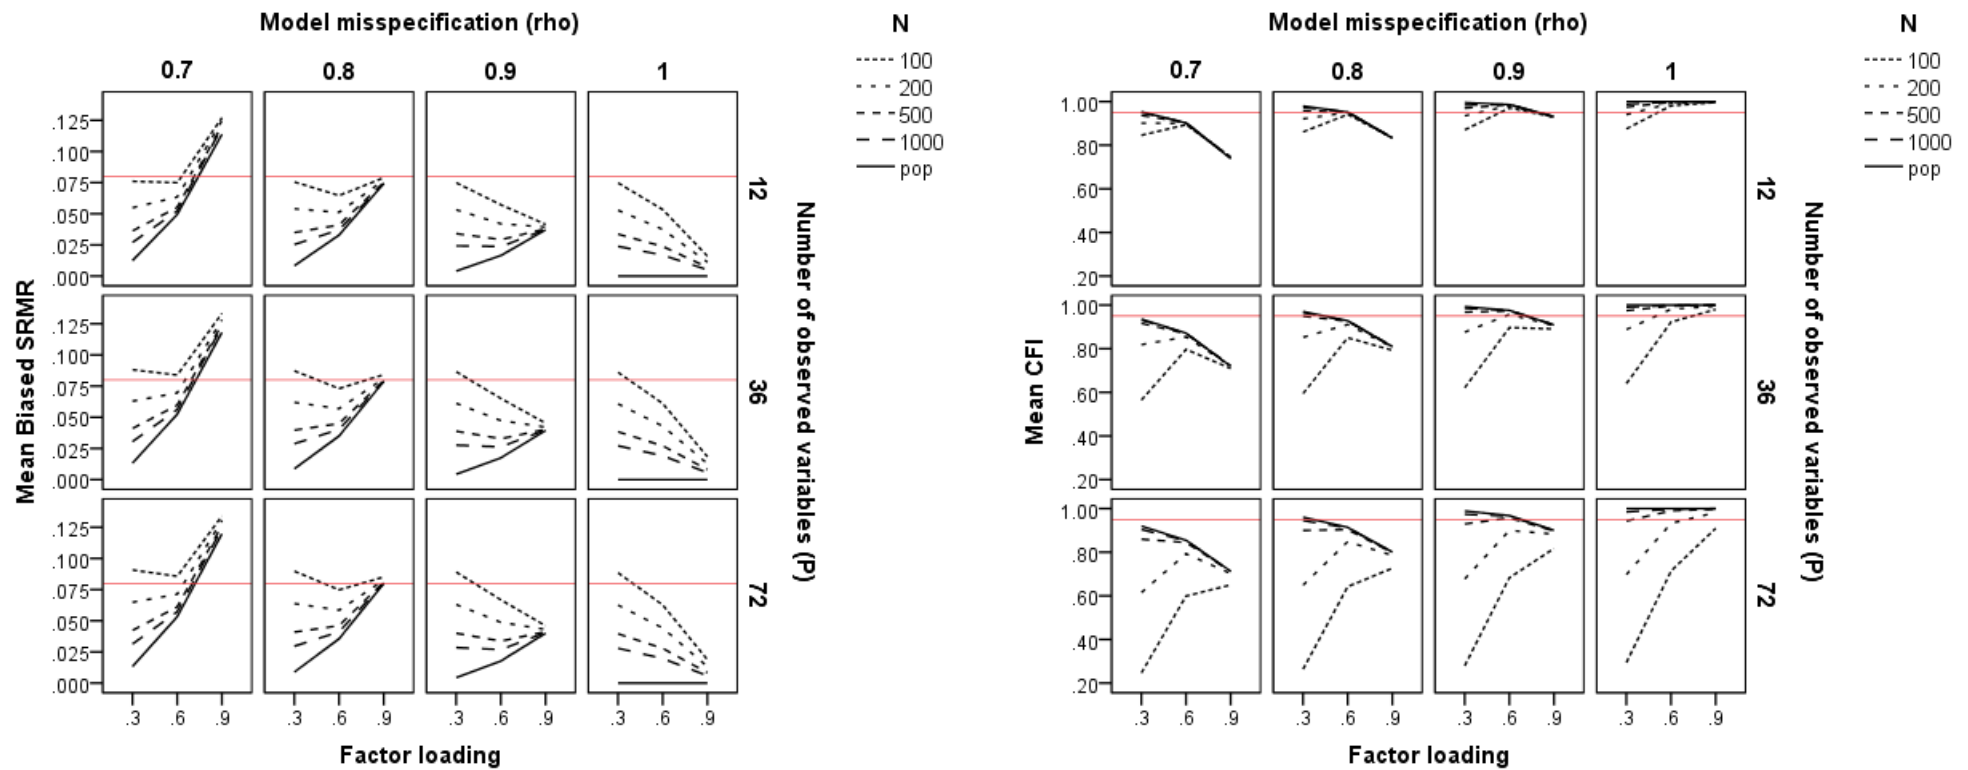 Model misspecification (rho)
0.7 0.8 0.9 1
N
100
200
500
1000
pop
Mean Biased SRMR
.125
.100
.075
.050
.025
.000
12
.125
.100
.075
.050
.025
.000
36
.125
.100
.075
.050
.025
.000
72
Number of observed variables (P)
.3 .6 .9 .3 .6 .9 .3 .6 .9 .3 .6 .9
Factor loading
Model misspecification (rho)
0.7 0.8 0.9 1
N
100
200
500
1000
pop
Mean CFI
1.00
.80
.60
.40
.20
12
1.00
.80
.60
.40
.20
36
1.00
.80
.60
.40
.20
72
Number of observed variables (P)
.3 .6 .9 .3 .6 .9 .3 .6 .9 .3 .6 .9
Factor loading